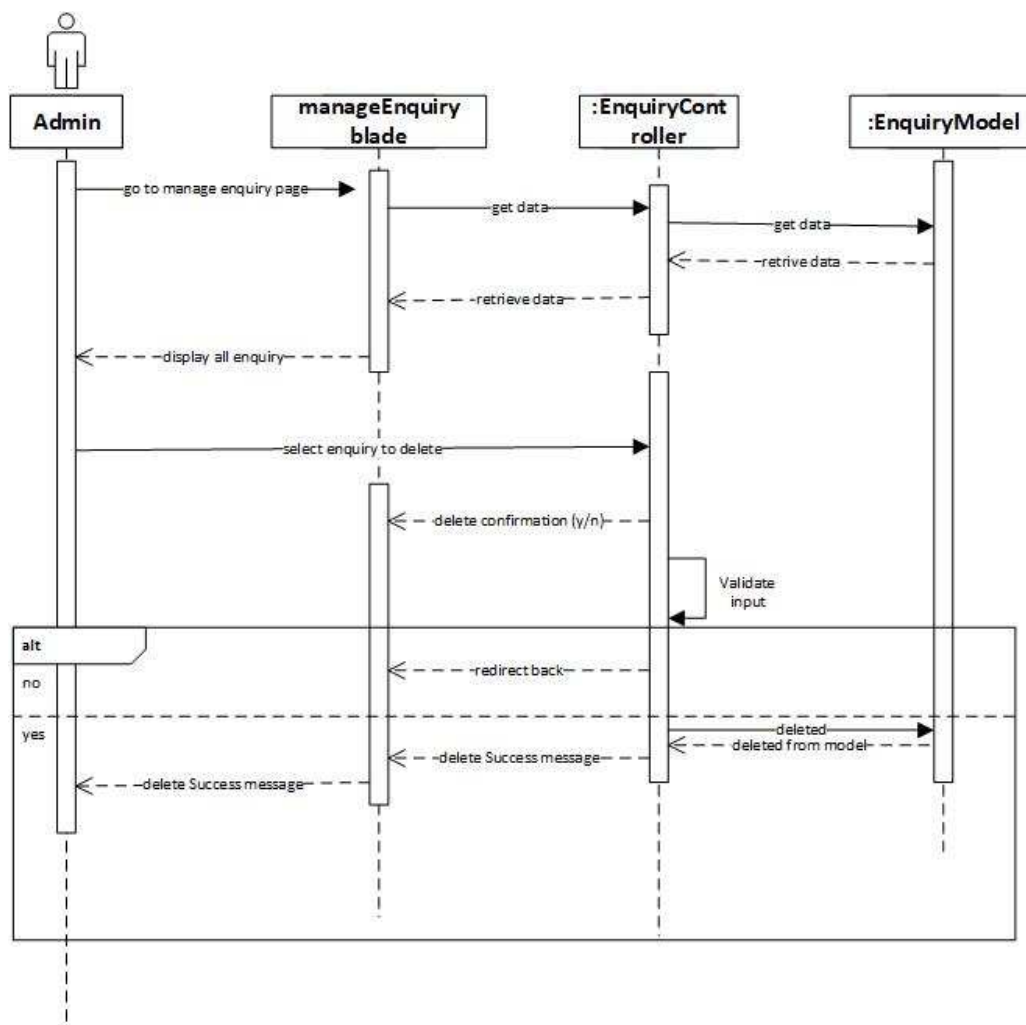 Admin
manageEnquiry
blade
:EnquiryCont
roller
:EnquiryModel
go to manage enquiry page
get data
get data
retrive data
retrieve data
display all enquiry
select enquiry to delete
delete confirmation (y/n)
Validate
input
alt
redirect back
no
yes
deleted
deleted from model
delete Success message
delete Success message